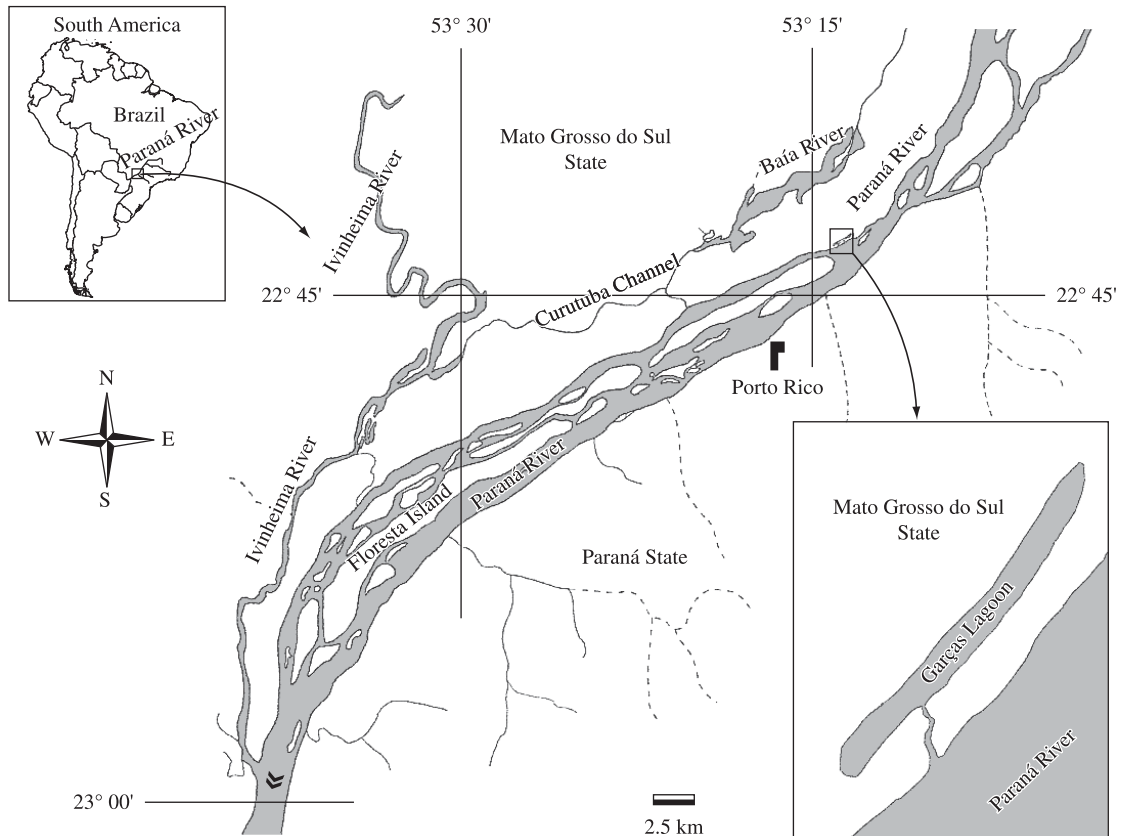 South America
Brazil
Paraná River
53° 30'
53° 15'
Mato Grosso do Sul
State
Baía River
Paraná River
Ivinheima River
Curutuba Channel
22° 45'
22° 45'
Porto Rico
N
W
E
S
Ivinheima River
Floresta Island
Paraná River
Paraná State
Mato Grosso do Sul
State
Garças Lagoon
Paraná River
23° 00'
2.5 km